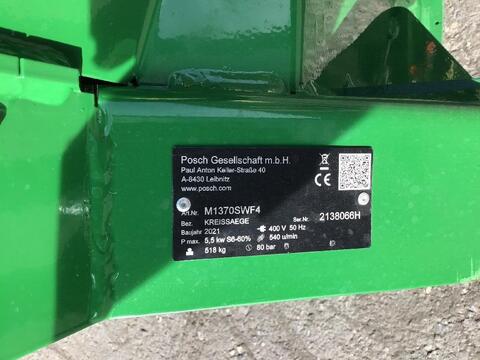 Posch Gesellschaft m.b.H.
Paul Anton Keller-Straße 40
A-8430 Leibnitz
www.posch.com
CE
Art.Nr. M1370SWF4
Bez. KREISSAEGE Ser.Nr. 2138066H
Baujahr 2021 400 V 50 Hz
P max. 5,5 kw S6-60% 540 u/min
518 kg 80 bar